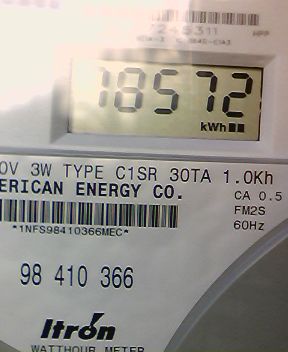 HPP
18572
kWh
0V 3W TYPE C1SR 30TA 1.0Kh
ERICAN ENERGY CO. CA 0.5
FM2S
*1NFS98410366MEC* 60Hz
98 410 366
Itron
WATTHOUR METER